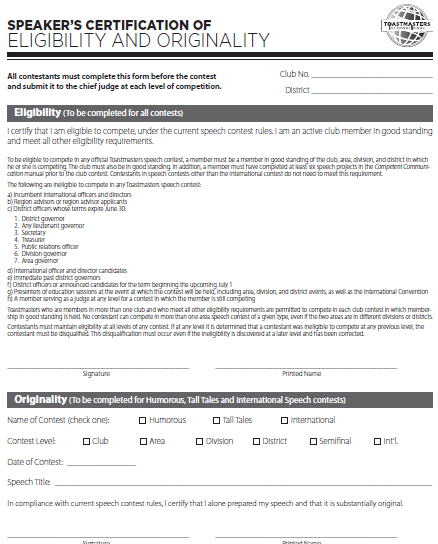 SPEAKER'S CERTIFICATION OF
ELIGIBILITY AND ORIGINALITY
TOASTMASTERS
INTERNATIONAL
All contestants must complete this form before the contest
and submit it to the chief judge at each level of competition.
Club No.
District
Eligibility (To be completed for all contests)
I certify that I am eligible to compete, under the current speech contest rules. I am an active club member in good standing
and meet all other eligibility requirements.
To be eligible to compete in any official Toastmasters speech contest, a member must be a member in good standing of the club, area, division, and district in which
he or she is competing. The club must also be in good standing. In addition, a member must have completed at least six speech projects in the Competent Communi-
cation manual prior to the club contest. Contestants in speech contests other than the International contest do not need to meet this requirement.
The following are ineligible to compete in any Toastmasters speech contest:
a) Incumbent international officers and directors
b) Region advisors or region advisor applicants
c) District officers whose terms expire June 30:
1. District governor
2. Any lieutenant governor
3. Secretary
4. Treasurer
5. Public relations officer
6. Division governor
7. Area governor
d) International officer and director candidates
e) Immediate past district governors
f) District officers or announced candidates for the term beginning the upcoming July 1
g) Presenters of education sessions at the event at which the contest will be held, including area, division, and district events, as well as the International Convention
h) A member serving as a judge at any level for a contest in which the member is still competing
Toastmasters who are members in more than one club and who meet all other eligibility requirements are permitted to compete in each club contest in which member-
ship in good standing is held. No contestant can compete in more than one area speech contest of a given type, even if the two areas are in different divisions or districts.
Contestants must maintain eligibility at all levels of any contest. If at any level it is determined that a contestant was ineligible to compete at any previous level, the
contestant must be disqualified. This disqualification must occur even if the ineligibility is discovered at a later level and has been corrected.
Signature
Printed Name
Originality (To be completed for Humorous, Tall Tales and International Speech contests)
Name of Contest (check one): Humorous Tall Tales International
Contest Level: Club Area Division District Semifinal Int'l.
Date of Contest:
Speech Title:
In compliance with current speech contest rules, I certify that I alone prepared my speech and that it is substantially original.
Signature
Printed Name